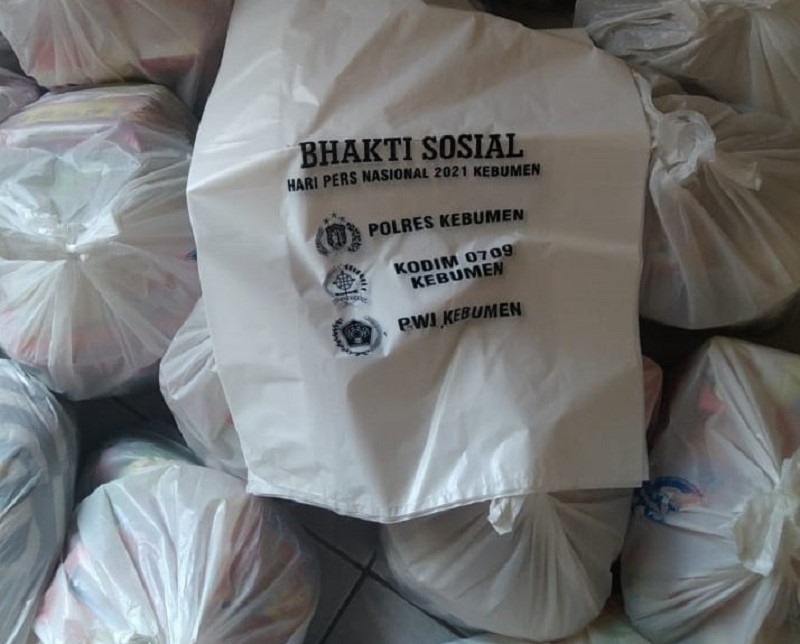 BHAKTI SOSIAL
HARI PERS NASIONAL 2021 KEBUMEN
POLRES KEBUMEN
KODIM 0709
KEBUMEN
PWI KEBUMEN